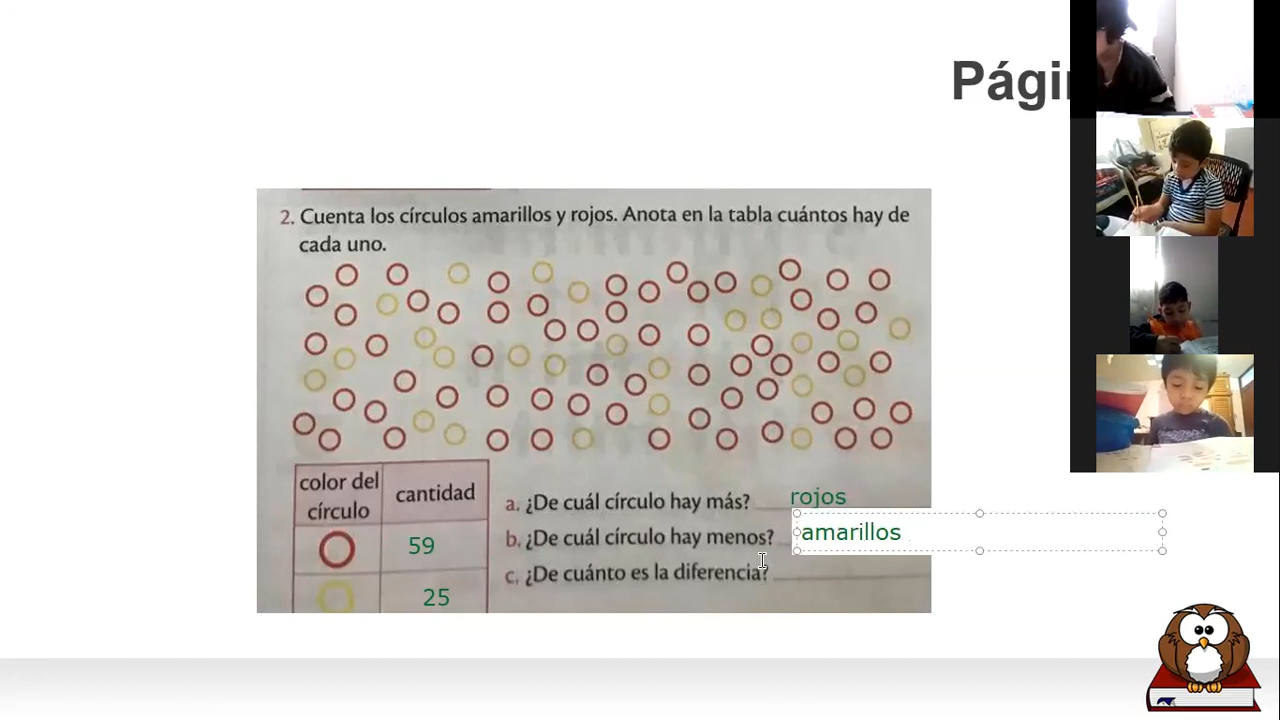 Pági
2. Cuenta los círculos amarillos y rojos. Anota en la tabla cuántos hay de
cada uno.
color del
círculo
cantidad
59
25
a. ¿De cuál círculo hay más? rojos
b. ¿De cuál círculo hay menos? amarillos
c. ¿De cuánto es la diferencia?